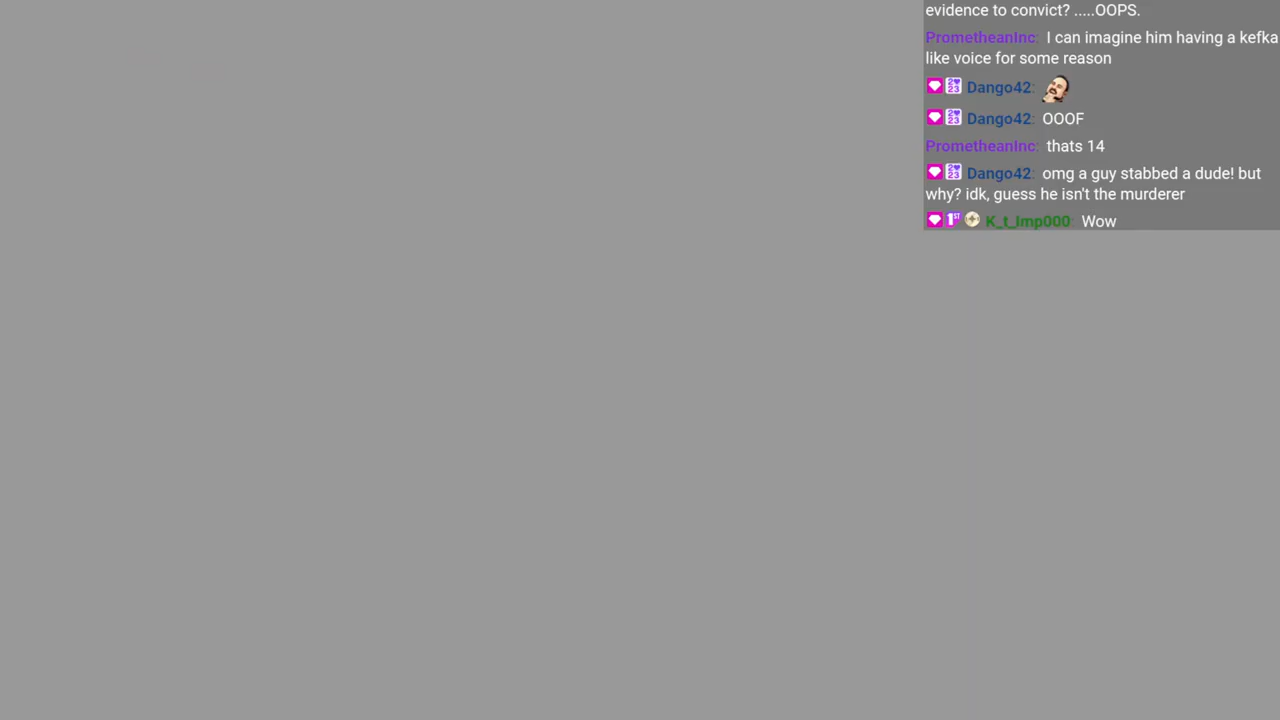 evidence to convict? .....OOPS.
PrometheanInc: I can imagine him having a kefka
like voice for some reason
Dango42:
Dango42: OOOF
PrometheanInc: thats 14
Dango42: omg a guy stabbed a dude! but
why? idk, guess he isn't the murderer
1ST K_t_Imp000: Wow